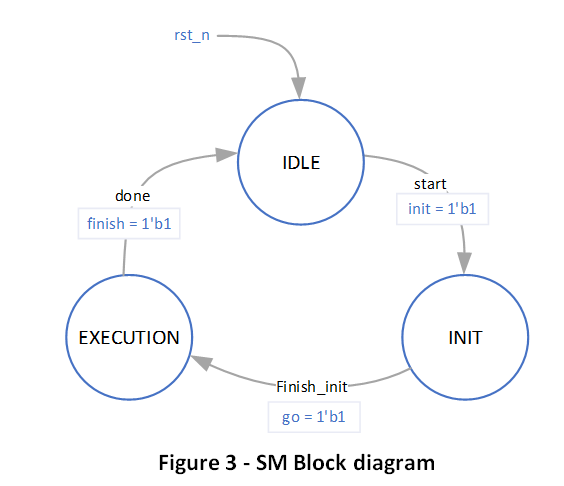 rst_n
IDLE
done
finish = 1'b1
start
init = 1'b1
EXECUTION
INIT
Finish_init
go = 1'b1
Figure 3 - SM Block diagram